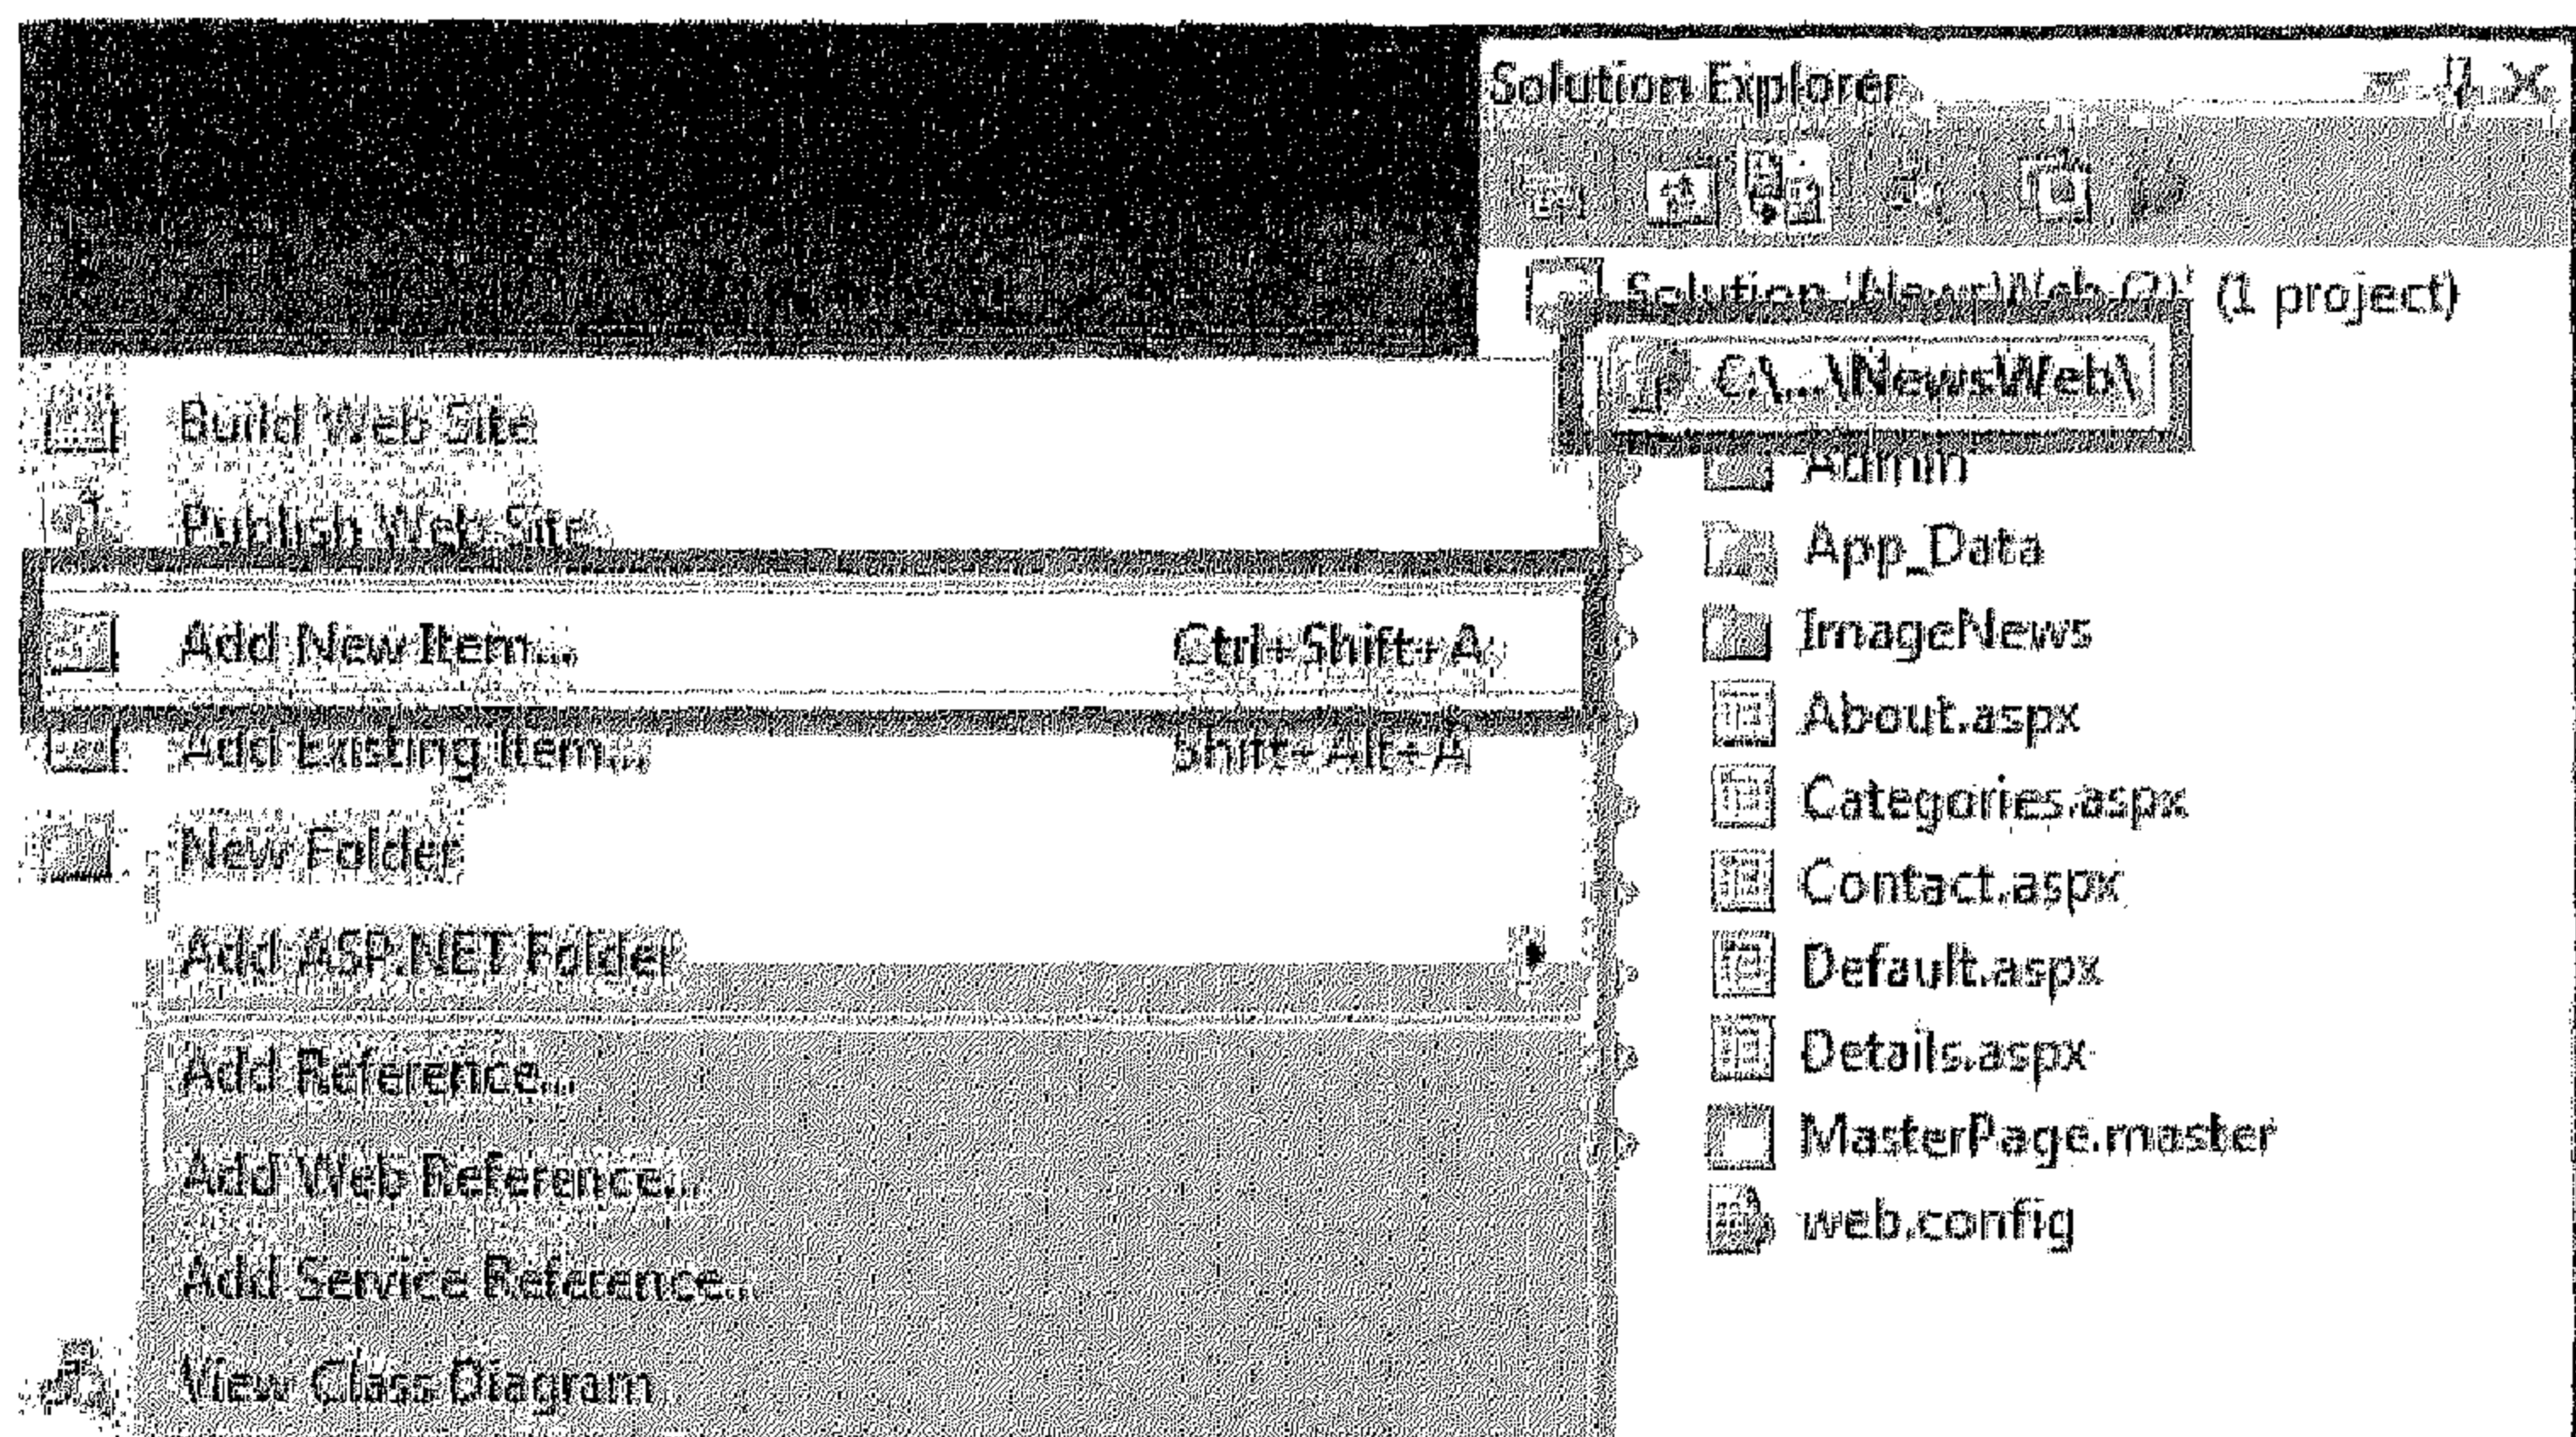 Solution Explorer
Solution 'NewsWeb (2)' (1 project)
C:\...\NewsWeb\
Admin
App_Data
ImageNews
About.aspx
Categories.aspx
Contact.aspx
Default.aspx
Details.aspx
MasterPage.master
web.config
Build Web Site
Publish Web Site
Add New Item... Ctrl+Shift+A
Add Existing Item... Shift+Alt+A
New Folder
Add ASP.NET Folder
Add Reference...
Add Web Reference...
Add Service Reference...
View Class Diagram